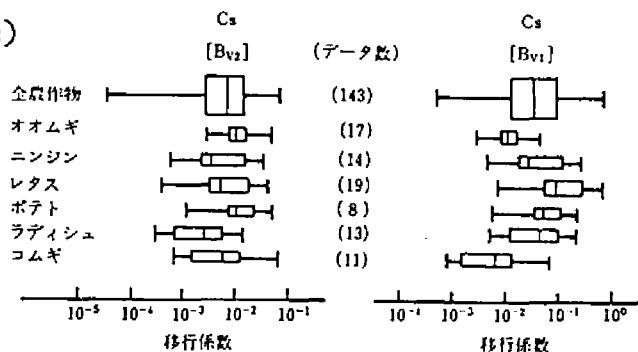 )
Cs Cs
[Bv2] (データ数) [Bv1]
全農作物 (143)
オオムギ (17)
ニンジン (14)
レタス (19)
ポテト (8)
ラディシュ (13)
コムギ (11)
10⁻⁵ 10⁻⁴ 10⁻³ 10⁻² 10⁻¹ 10⁻⁴ 10⁻³ 10⁻² 10⁻¹ 10⁰
移行係数 移行係数